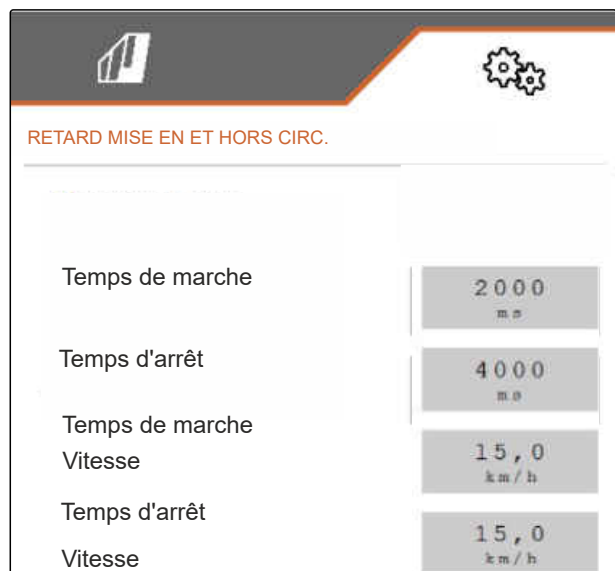 RETARD MISE EN ET HORS CIRC.
Temps de marche
2000
ms
Temps d'arrêt
4000
ms
Temps de marche
Vitesse
15,0
km/h
Temps d'arrêt
Vitesse
15,0
km/h